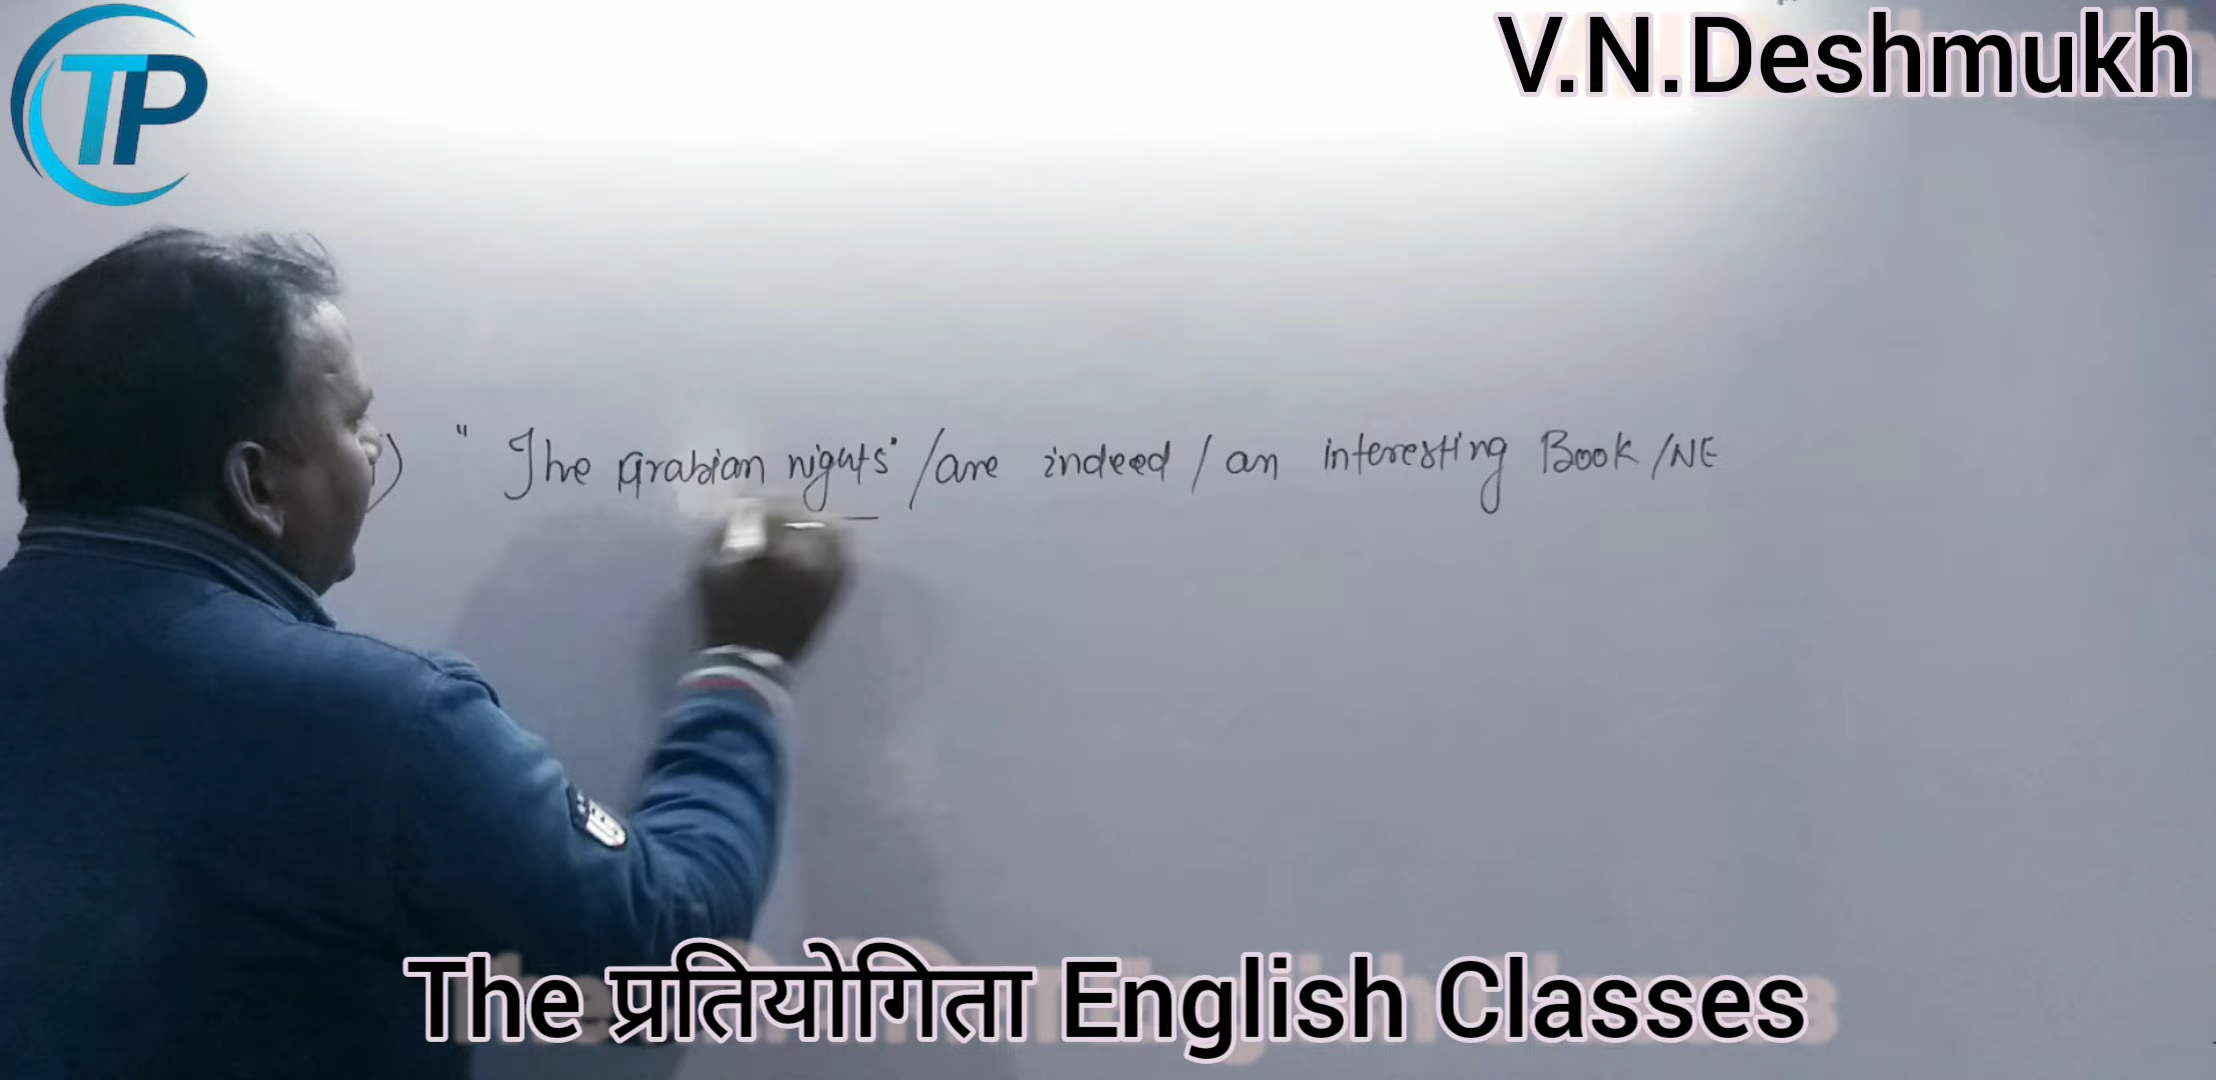 TP
V.N.Deshmukh
) " The Arabian nights" /are indeed / an interesting Book /NE
The प्रतियोगिता English Classes